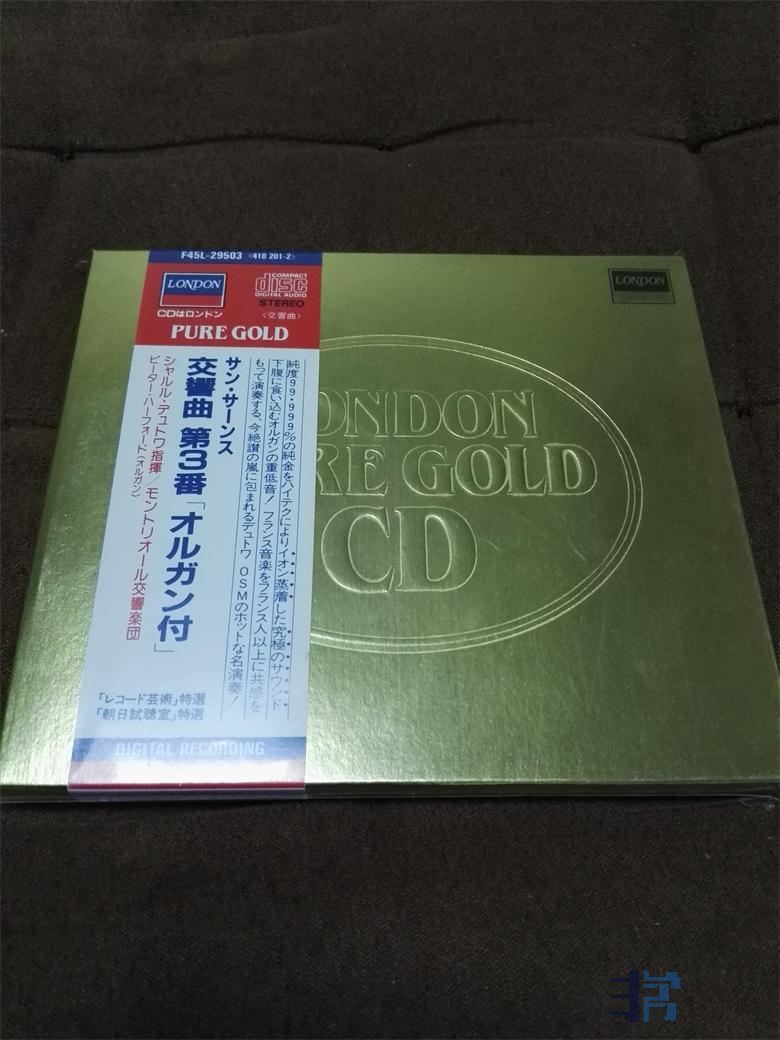 F45L-29503 <410 201-2>
LONDON
COMPACT
disc
DIGITAL AUDIO
STEREO
CDはロンドン
〈交響曲〉
PURE GOLD
純度99・999%の純金をハイテクによりイオン蒸着した究極のサウンド
下腹に食い込むオルガンの重低音! フランス音楽をフランス人以上に共感を
もって演奏する、今絶讃の嵐に包まれるデュトワ OSMのホットな名演奏!
サン・サーンス
交響曲 第3番「オルガン付」
シャルル・デュトワ指揮/モントリオール交響楽団
ピーター・ハーフォード(オルガン)
「レコード芸術」特選
「朝日試聴室」特選
DIGITAL RECORDING
LONDON
ONDON
RE GOLD
CD